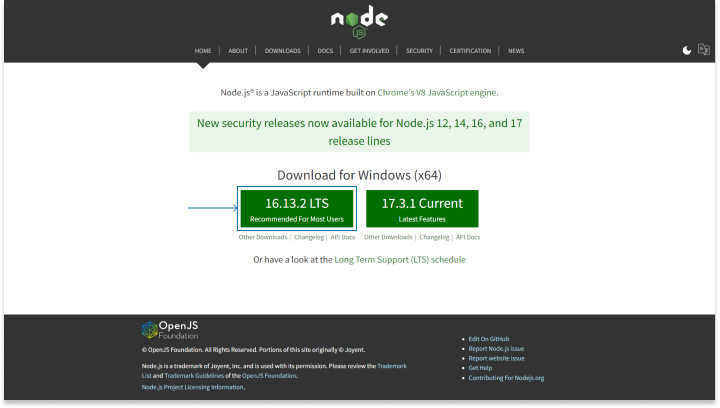 node
JS
HOME | ABOUT | DOWNLOADS | DOCS | GET INVOLVED | SECURITY | CERTIFICATION | NEWS
Node.js® is a JavaScript runtime built on Chrome's V8 JavaScript engine.
New security releases now available for Node.js 12, 14, 16, and 17
release lines
Download for Windows (x64)
16.13.2 LTS
Recommended For Most Users
17.3.1 Current
Latest Features
Other Downloads | Changelog | API Docs
Other Downloads | Changelog | API Docs
Or have a look at the Long Term Support (LTS) schedule
OpenJS
Foundation
© OpenJS Foundation. All Rights Reserved. Portions of this site originally © Joyent.
Node.js is a trademark of Joyent, Inc. and is used with its permission. Please review the Trademark
List and Trademark Guidelines of the OpenJS Foundation.
Node.js Project Licensing Information.
Edit On GitHub
Report Node.js issue
Report website issue
Get Help
Contributing For Nodejs.org